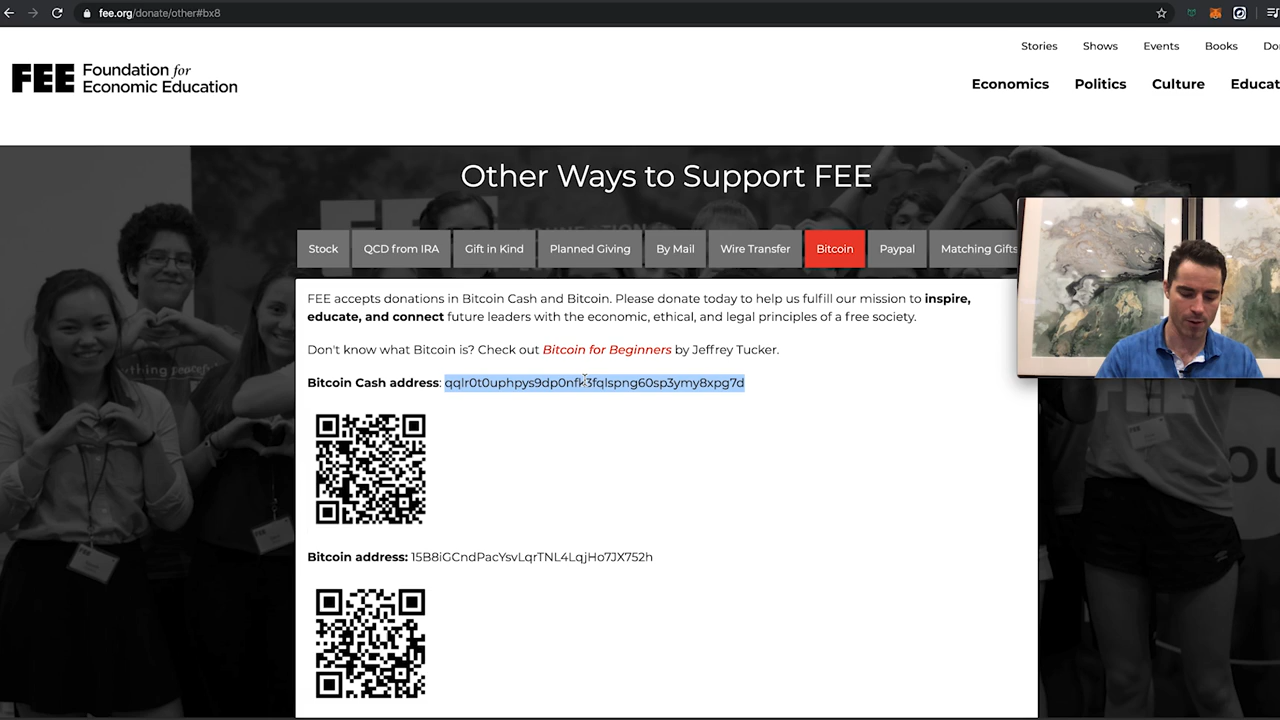 fee.org/donate/other#bx8
Stories Shows Events Books Do
FEE Foundation for
Economic Education
Economics Politics Culture Educat
Other Ways to Support FEE
Stock QCD from IRA Gift in Kind Planned Giving By Mail Wire Transfer Bitcoin Paypal Matching Gifts
FEE accepts donations in Bitcoin Cash and Bitcoin. Please donate today to help us fulfill our mission to inspire,
educate, and connect future leaders with the economic, ethical, and legal principles of a free society.
Don't know what Bitcoin is? Check out Bitcoin for Beginners by Jeffrey Tucker.
Bitcoin Cash address: qqlr0t0uphpys9dp0nfk3fqlspng60sp3ymy8xpg7d
Bitcoin address: 15B8iGCndPacYsvLqrTNL4LqjHo7JX752h